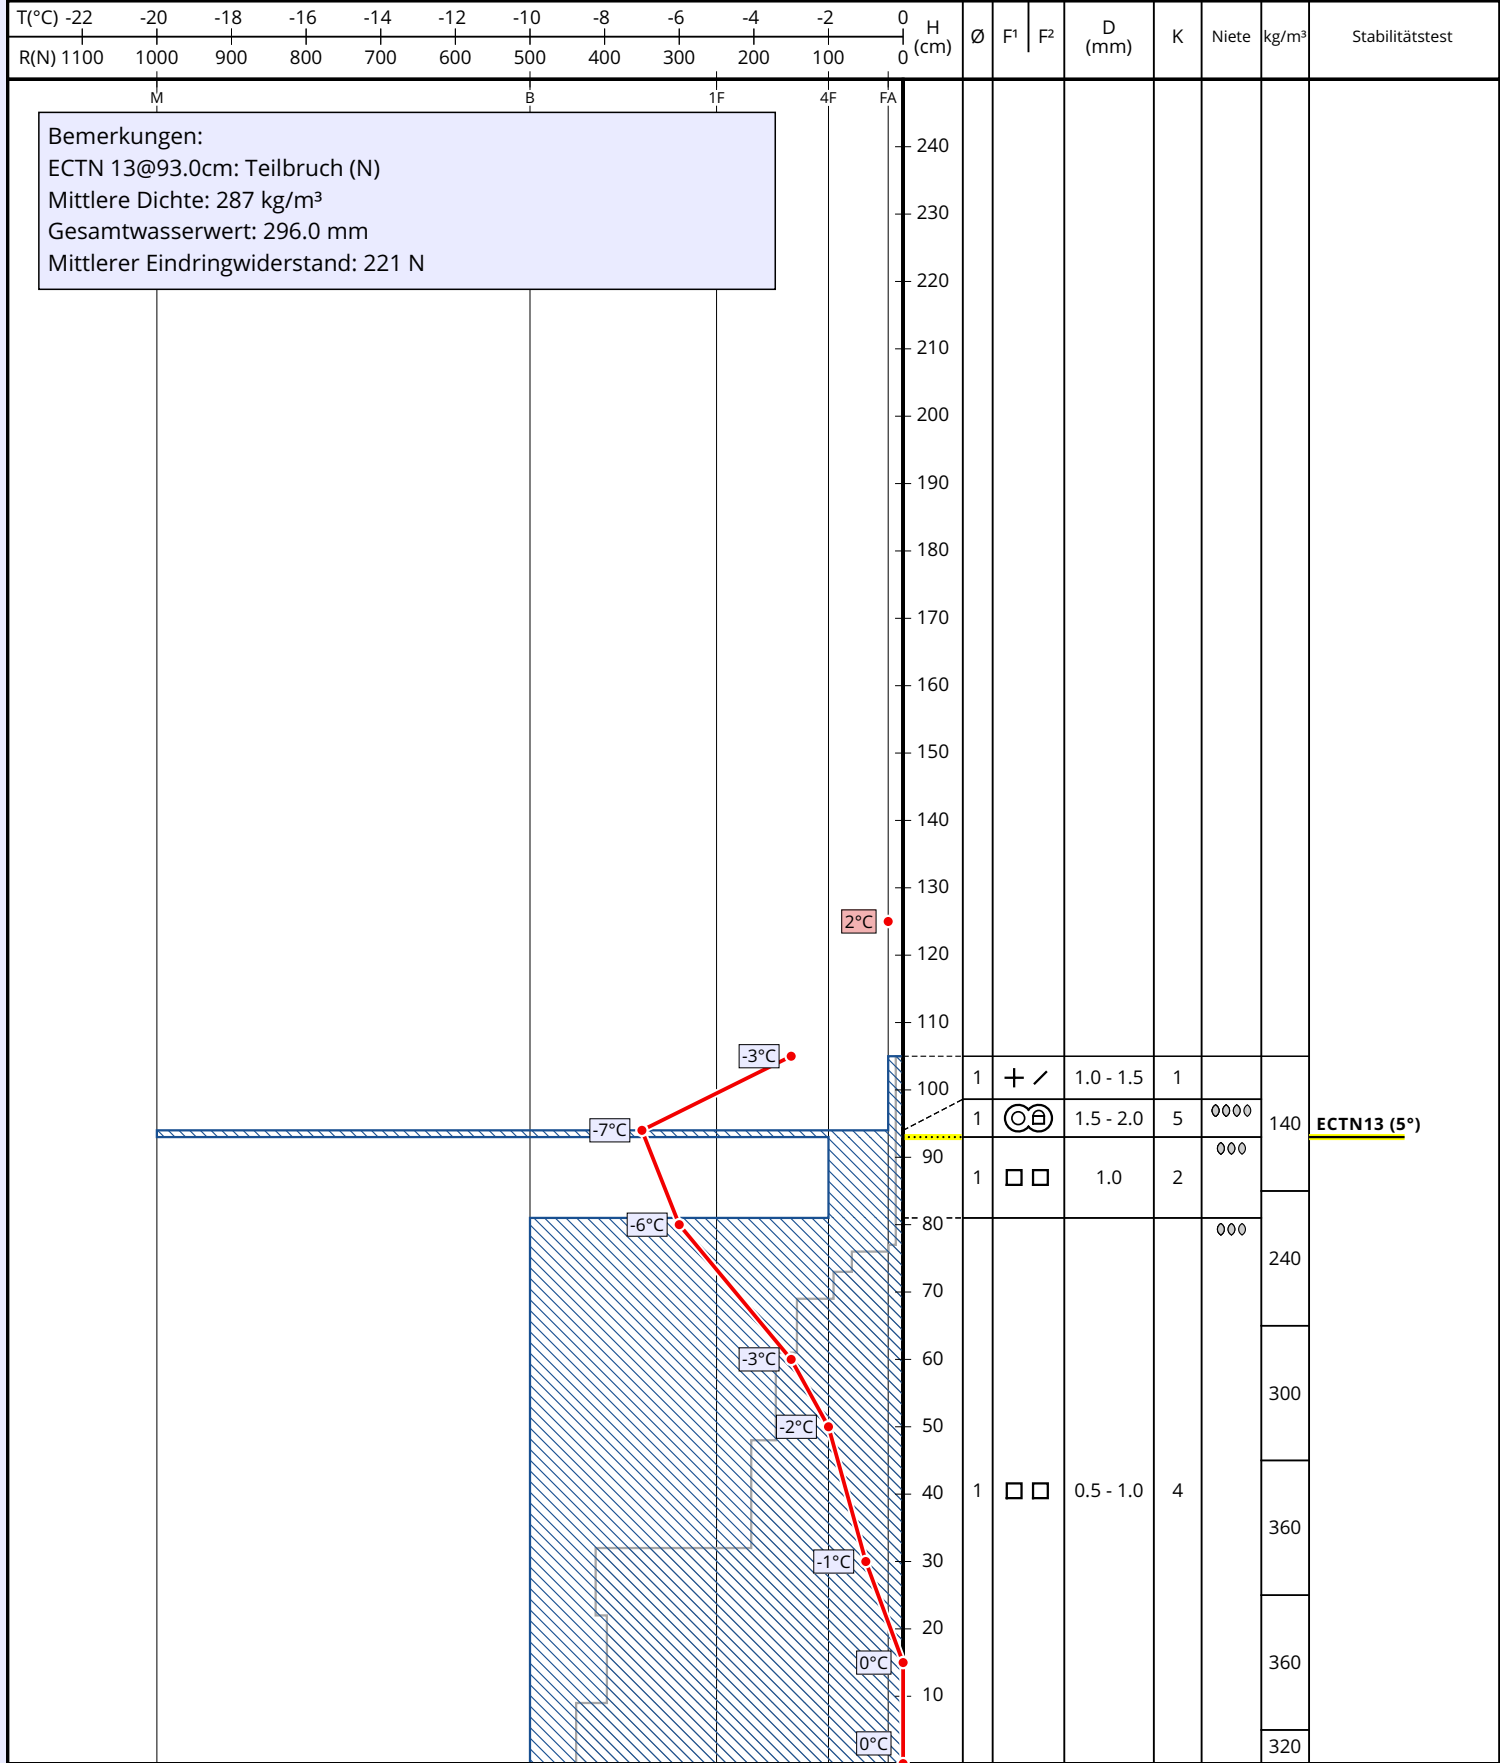 T(°C) -22 -20 -18 -16 -14 -12 -10 -8 -6 -4 -2 0
R(N) 1100 1000 900 800 700 600 500 400 300 200 100 0
H (cm) Ø F¹ F² D (mm) K Niete kg/m³ Stabilitätstest
M B 1F 4F FA
Bemerkungen:
ECTN 13@93.0cm: Teilbruch (N)
Mittlere Dichte: 287 kg/m³
Gesamtwasserwert: 296.0 mm
Mittlerer Eindringwiderstand: 221 N
240
230
220
210
200
190
180
170
160
150
140
130
2°C
120
110
-3°C
100 1 1.0 - 1.5 1
-7°C 1 1.5 - 2.0 5 140 ECTN13 (5°)
90
1 1.0 2
-6°C 80
240
70
-3°C 60
300
-2°C 50
40 1 0.5 - 1.0 4
360
-1°C 30
20
0°C 360
10
0°C 320